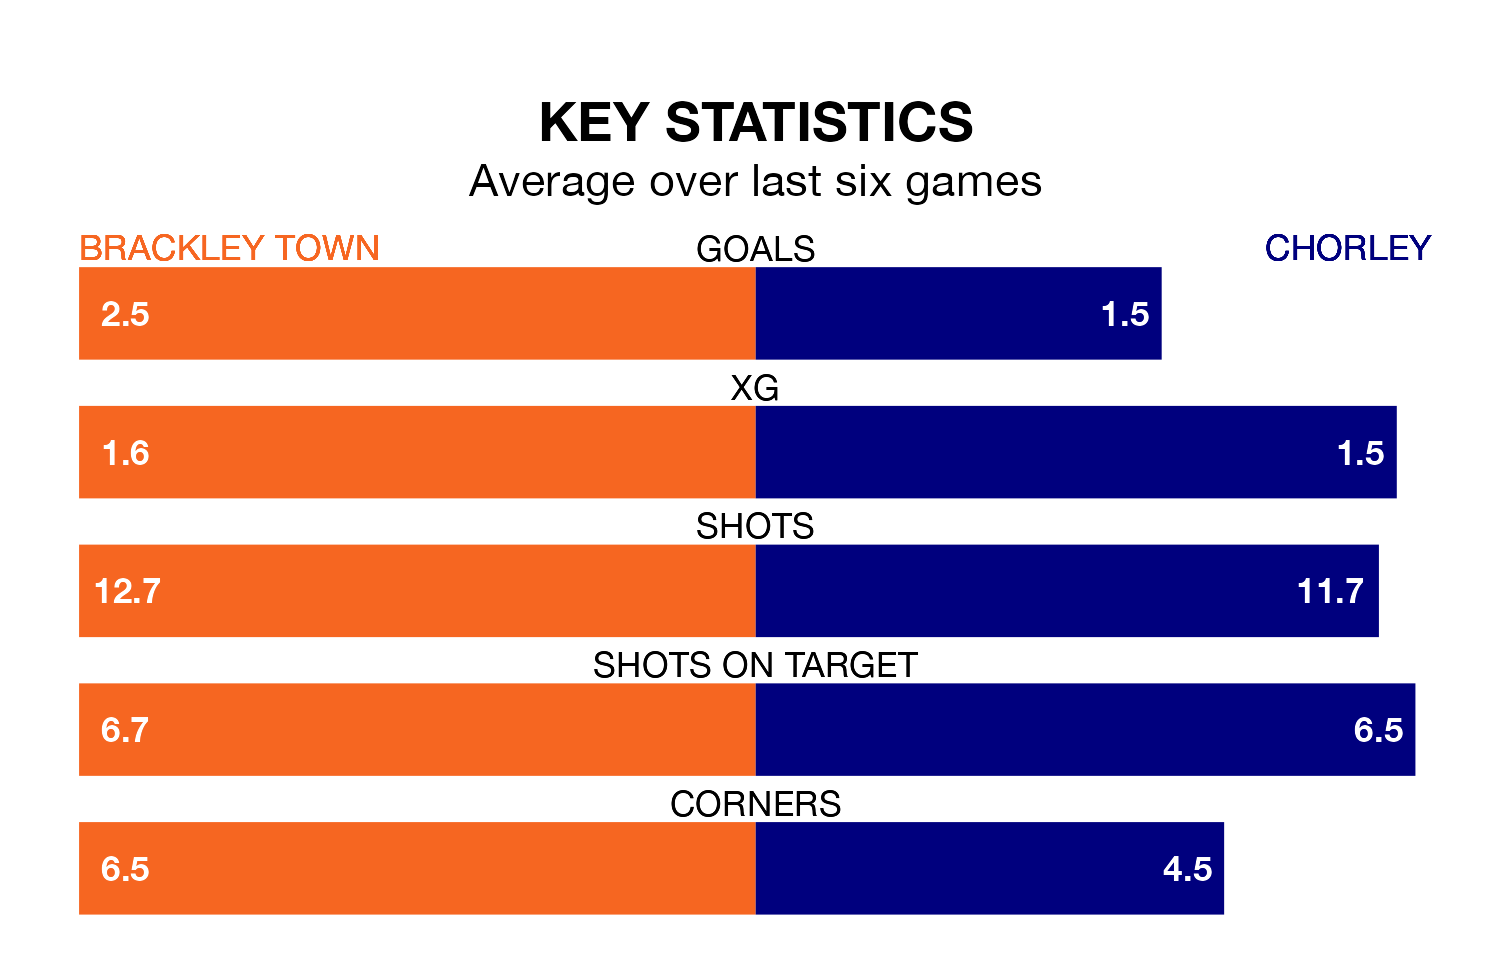 KEY STATISTICS
Average over last six games
BRACKLEY TOWN GOALS CHORLEY
2.5 1.5
XG
1.6 1.5
SHOTS
12.7 11.7
SHOTS ON TARGET
6.7 6.5
CORNERS
6.5 4.5